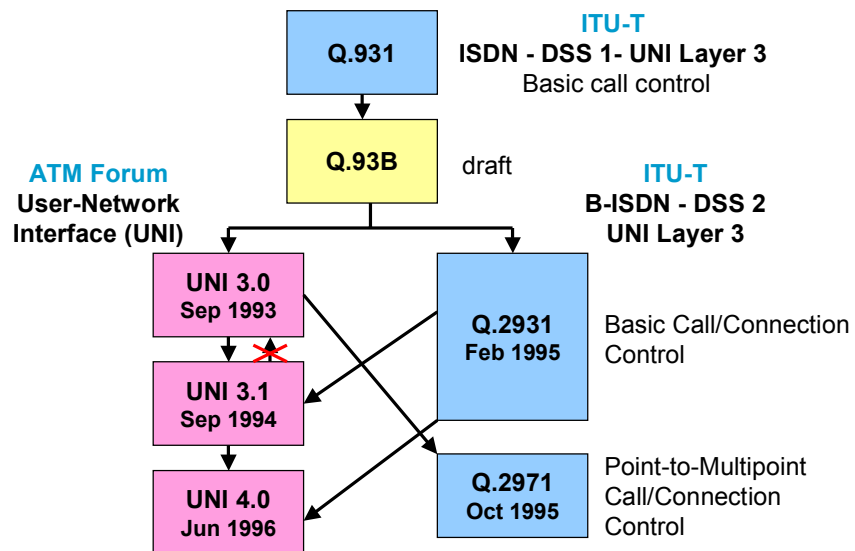 Q.931
ITU-T
ISDN - DSS 1- UNI Layer 3
Basic call control
Q.93B
draft
ATM Forum
User-Network
Interface (UNI)
ITU-T
B-ISDN - DSS 2
UNI Layer 3
UNI 3.0
Sep 1993
Q.2931
Feb 1995
Basic Call/Connection
Control
UNI 3.1
Sep 1994
UNI 4.0
Jun 1996
Q.2971
Oct 1995
Point-to-Multipoint
Call/Connection
Control